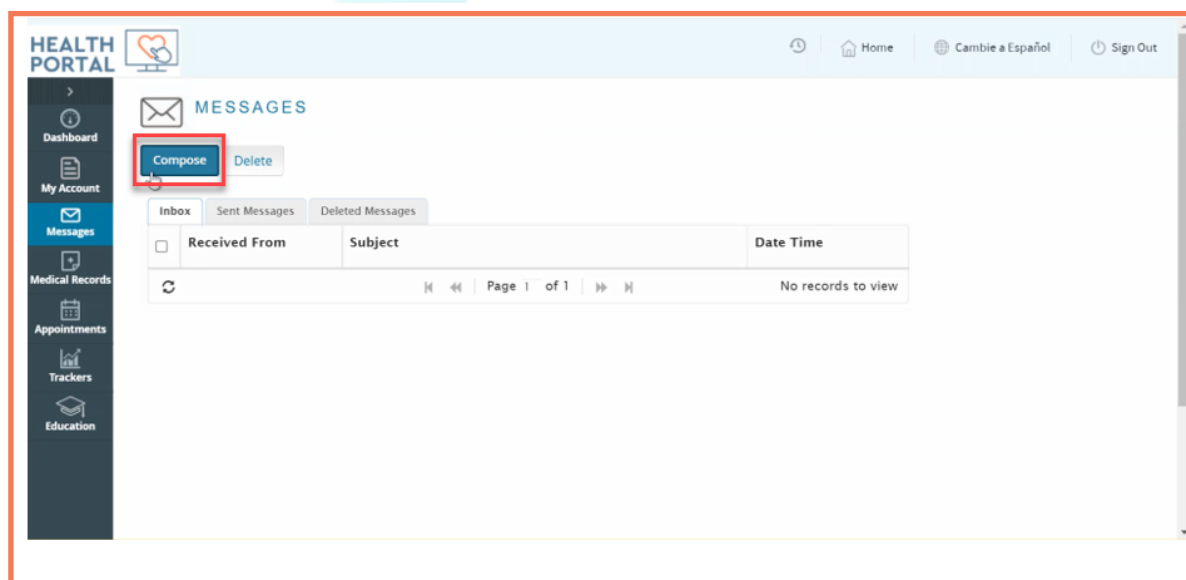 HEALTH
PORTAL
Home
Cambie a Español
Sign Out
Dashboard
My Account
Messages
Medical Records
Appointments
Trackers
Education
MESSAGES
Compose Delete
Inbox Sent Messages Deleted Messages
Received From Subject Date Time
Page 1 of 1 No records to view